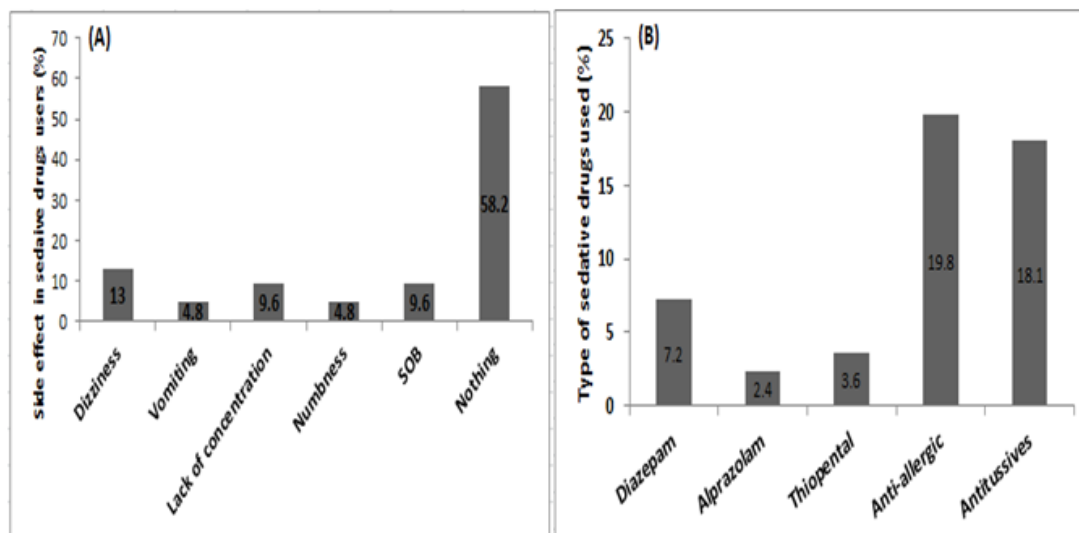 (A)
Side effect in sedaive drugs users (%)
70
60
50
40
30
20
10
0
13
4.8
9.6
4.8
9.6
58.2
Dizziness
Vomiting
Lack of concentration
Numbness
SOB
Nothing
(B)
Type of sedative drugs used (%)
25
20
15
10
5
0
7.2
2.4
3.6
19.8
18.1
Diazepam
Alprazolam
Thiopental
Anti-allergic
Antitussives